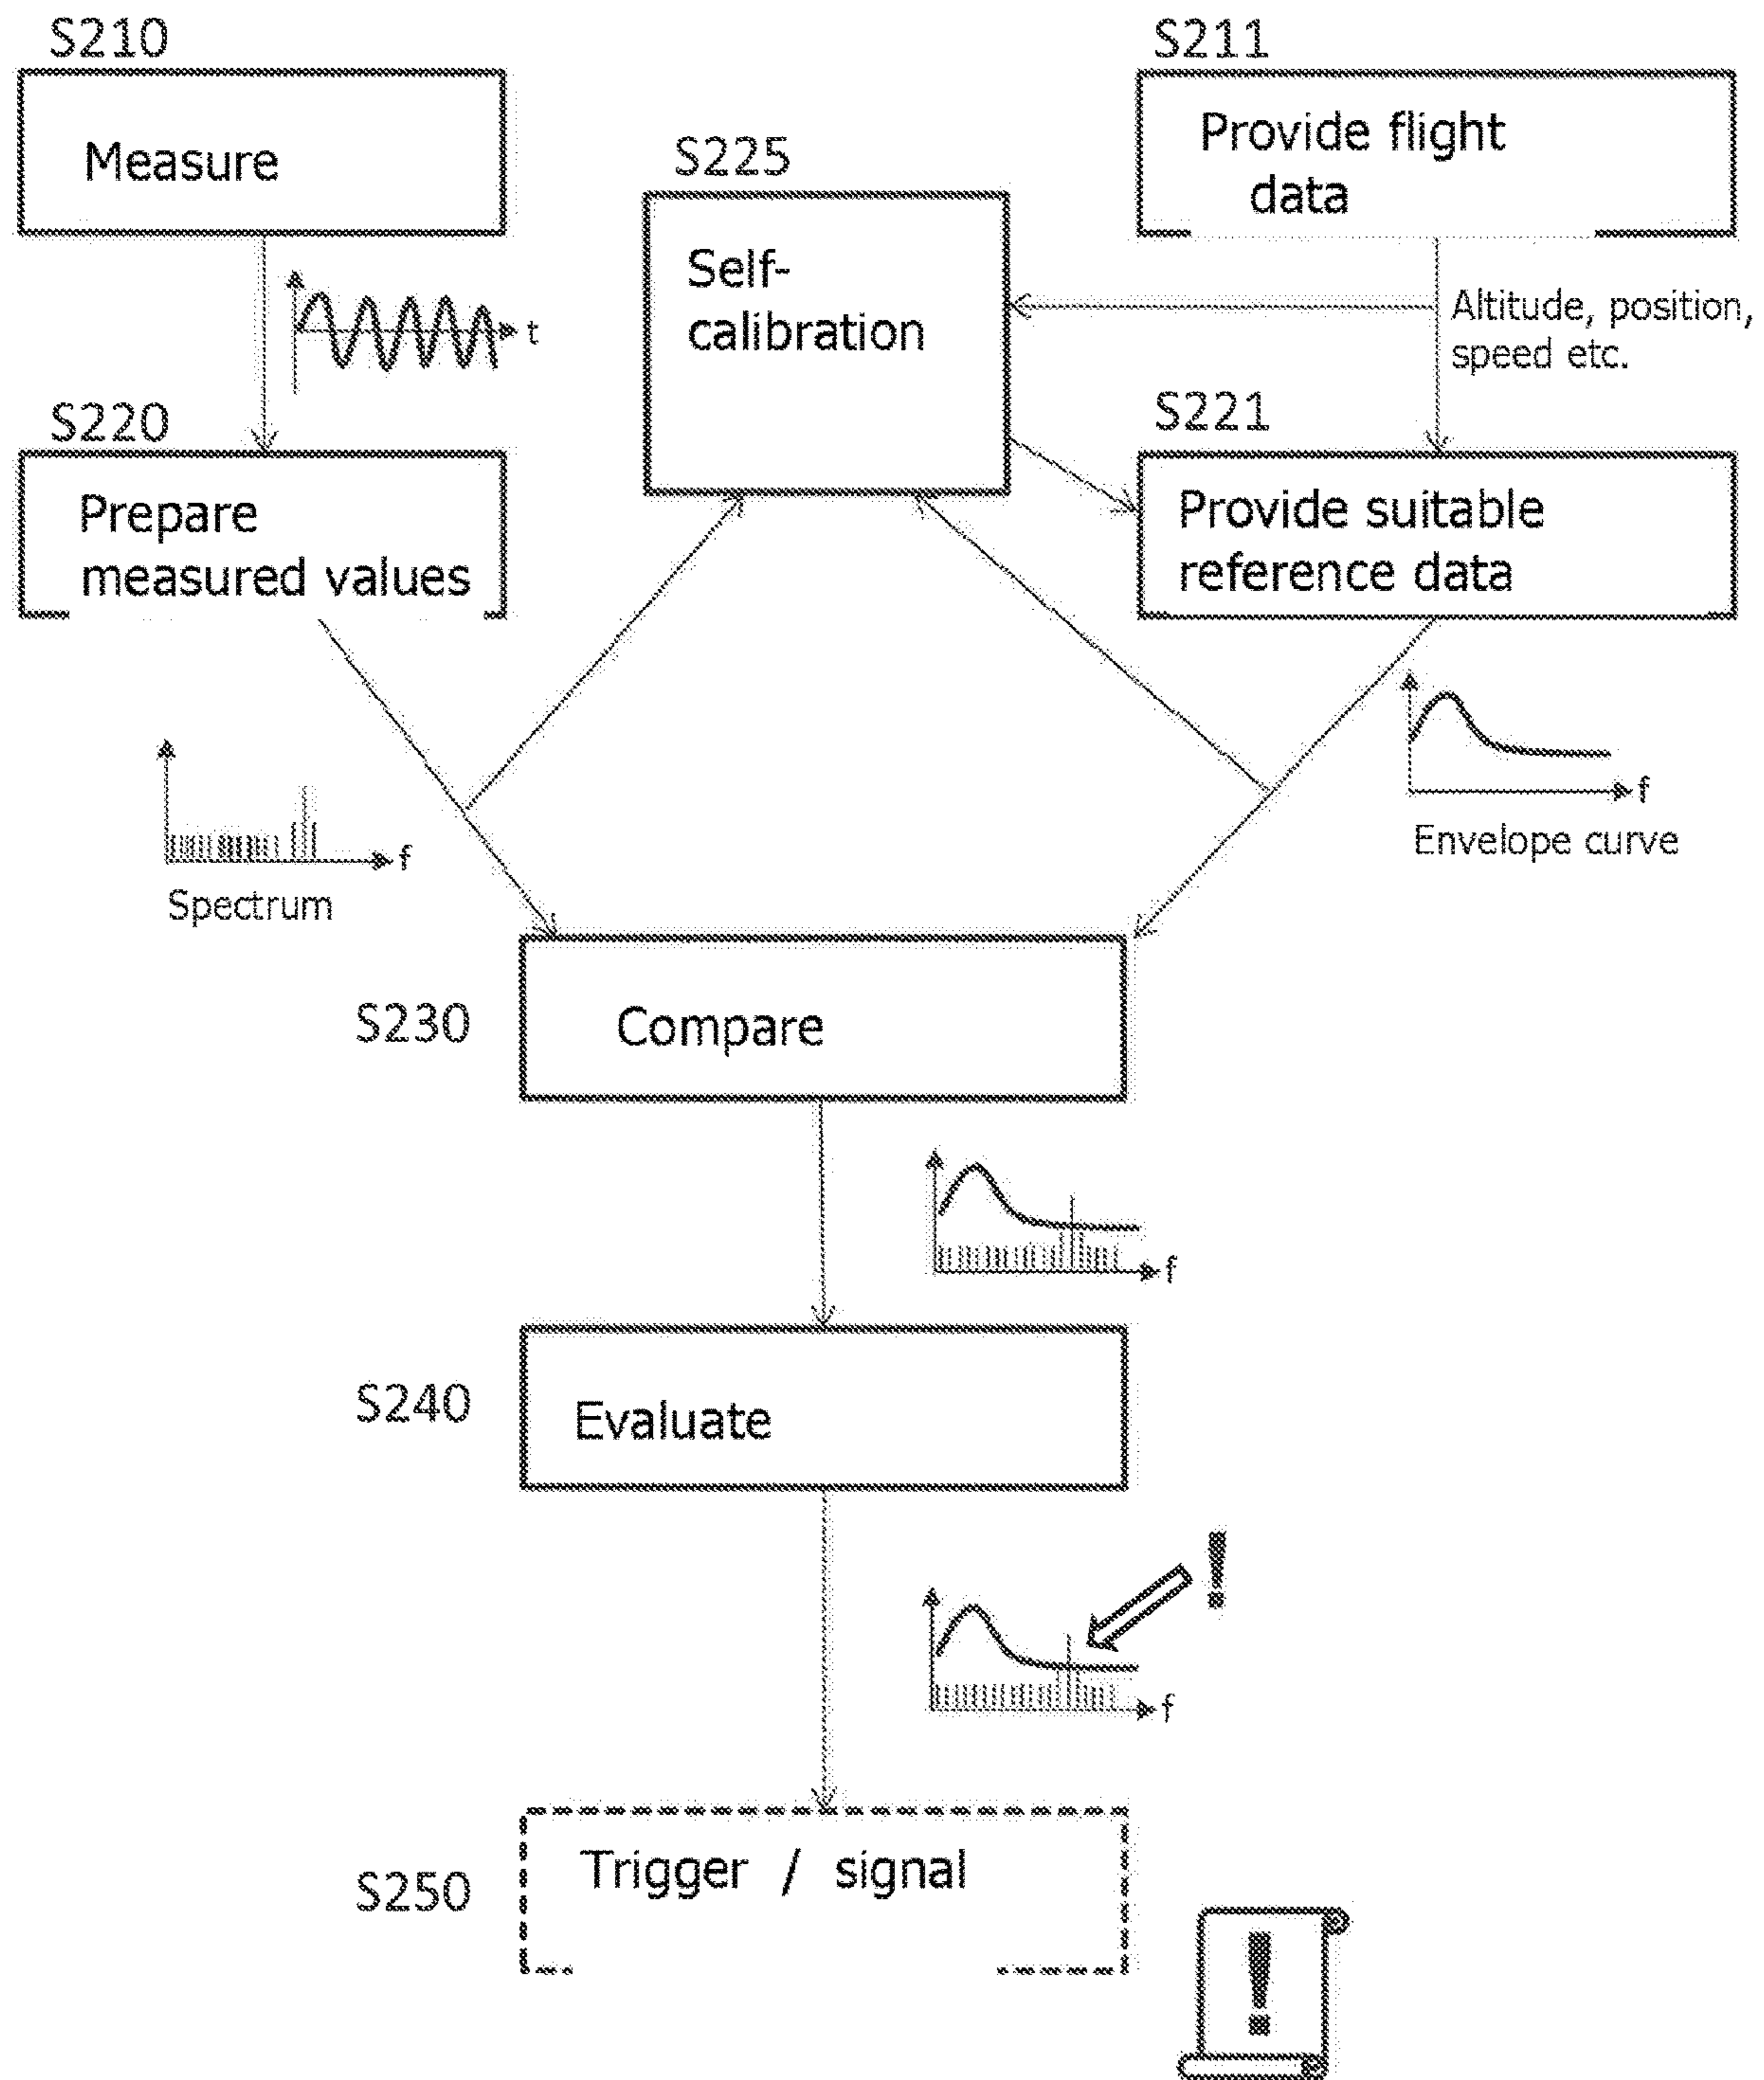 S210
Measure
t
S211
Provide flight
data
S225
Self-
calibration
Altitude, position,
speed etc.
S220
Prepare
measured values
S221
Provide suitable
reference data
f
Spectrum
f
Envelope curve
S230
Compare
f
S240
Evaluate
!
f
S250
Trigger / signal
!